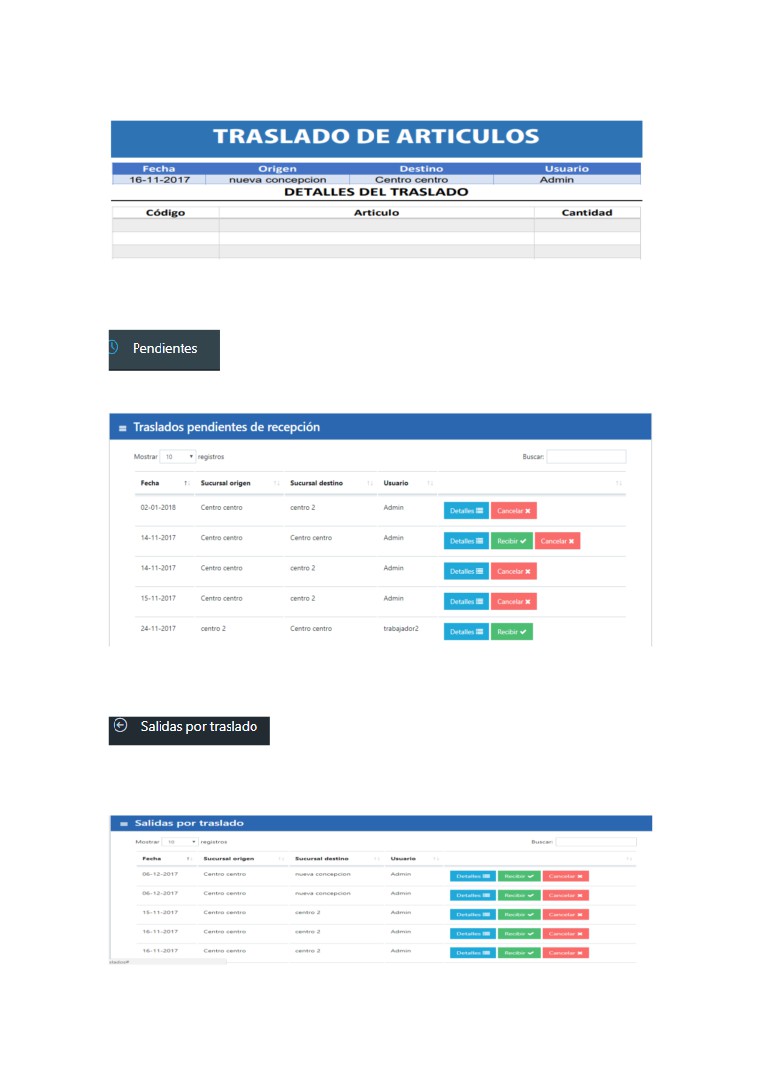 TRASLADO DE ARTICULOS
Fecha Origen Destino Usuario
16-11-2017 nueva concepcion Centro centro Admin
DETALLES DEL TRASLADO
Código Articulo Cantidad
Pendientes
Traslados pendientes de recepción
Mostrar 10 registros Buscar:
Fecha Sucursal origen Sucursal destino Usuario
02-01-2018 Centro centro centro 2 Admin Detalles Cancelar
14-11-2017 Centro centro Centro centro Admin Detalles Recibir Cancelar
14-11-2017 Centro centro centro 2 Admin Detalles Cancelar
15-11-2017 Centro centro centro 2 Admin Detalles Cancelar
24-11-2017 centro 2 Centro centro trabajador2 Detalles Recibir
Salidas por traslado
Salidas por traslado
Mostrar 10 registros Buscar:
Fecha Sucursal origen Sucursal destino Usuario
06-12-2017 Centro centro nueva concepcion Admin Detalles Recibir Cancelar
06-12-2017 Centro centro nueva concepcion Admin Detalles Recibir Cancelar
15-11-2017 Centro centro centro 2 Admin Detalles Recibir Cancelar
16-11-2017 Centro centro centro 2 Admin Detalles Recibir Cancelar
16-11-2017 Centro centro centro 2 Admin Detalles Recibir Cancelar